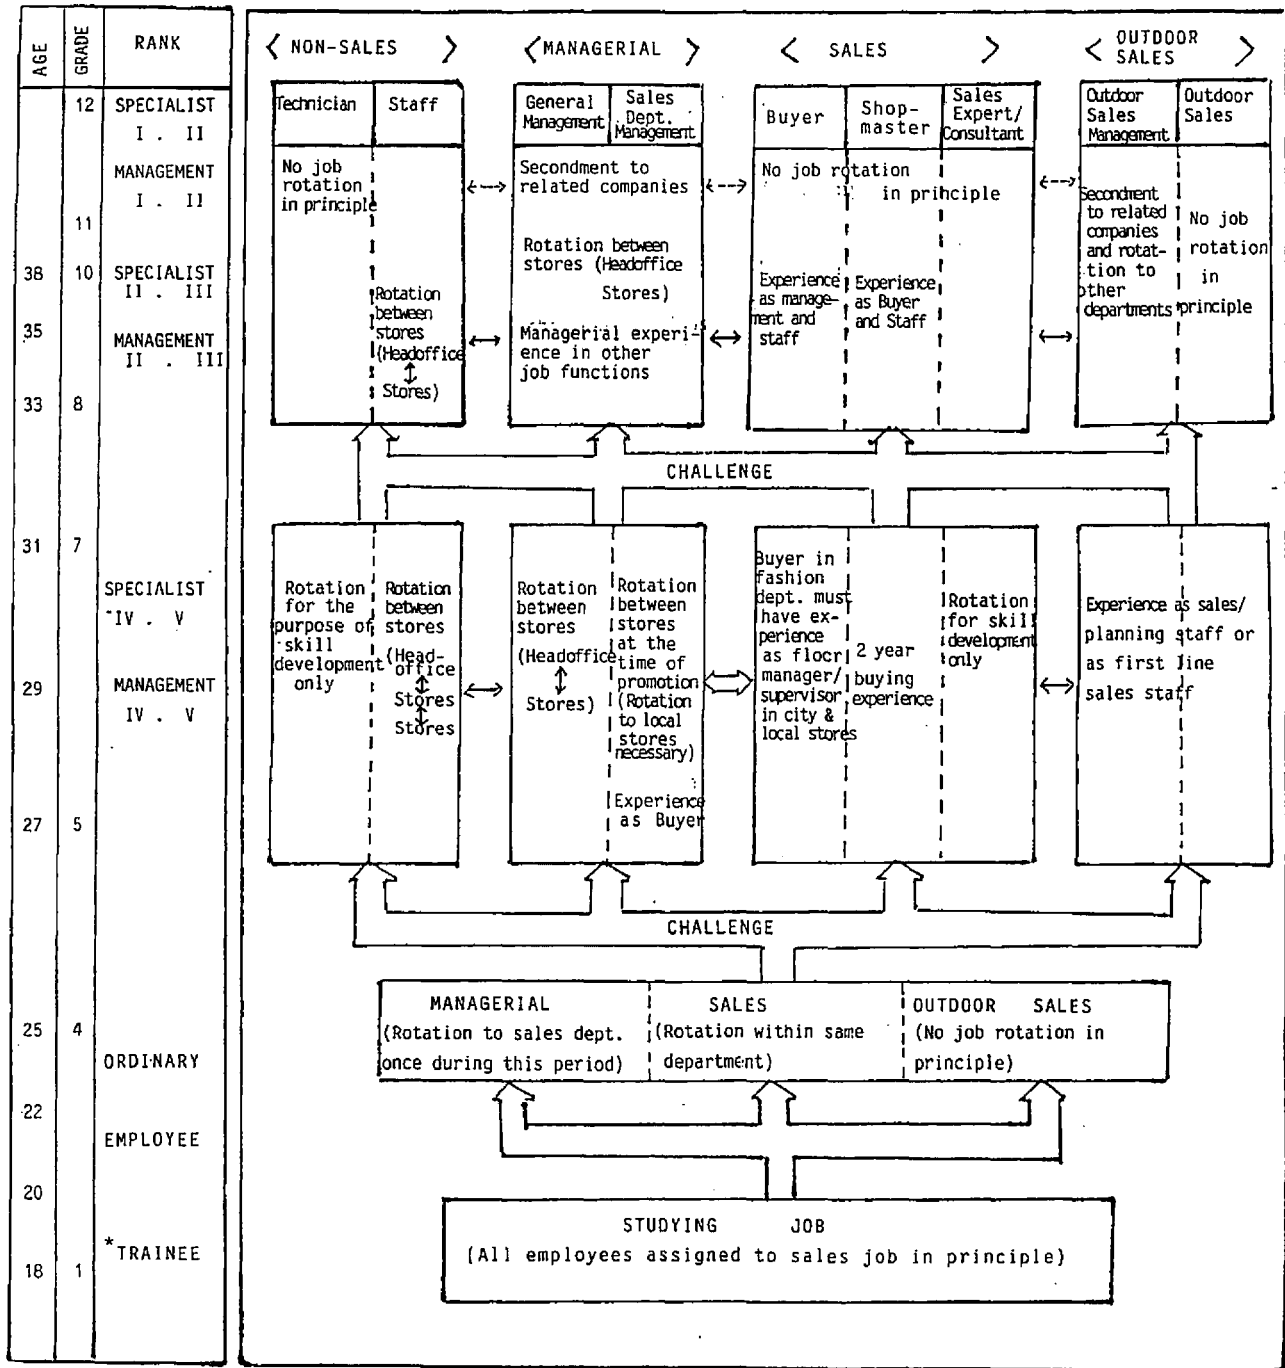 AGE
GRADE
RANK
12 SPECIALIST
I . II
MANAGEMENT
I . II
11
38 10 SPECIALIST
II . III
35
MANAGEMENT
II . III
33 8
31 7
SPECIALIST
IV . V
29 MANAGEMENT
IV . V
27 5
25 4
ORDINARY
22
EMPLOYEE
20
*TRAINEE
18 1
NON-SALES
MANAGERIAL
SALES
OUTDOOR
SALES
Technician
Staff
General
Management
Sales
Dept.
Management
Buyer
Shop-
master
Sales
Expert/
Consultant
Outdoor
Sales
Management
Outdoor
Sales
No job
rotation
in principle
Rotation
between
stores
(Headoffice
Stores)
Secondment to
related companies
Rotation between
stores (Headoffice
Stores)
Managerial experi-
ence in other
job functions
No job rotation
in principle
Experience
as manage-
ment and
staff
Experience
as Buyer
and Staff
Secondment
to related
companies
and rotat-
tion to
other
departments
No job
rotation
in
principle
CHALLENGE
Rotation
for the
purpose of
skill
development
only
Rotation
between
stores
(Head-
office
Stores
Stores
Rotation
between
stores
(Headoffice
Stores)
Rotation
between
stores
at the
time of
promotion
(Rotation
to local
stores
necessary)
Experience
as Buyer
Buyer in
fashion
dept. must
have ex-
perience
as floor
manager/
supervisor
in city &
local stores
2 year
buying
experience
Rotation
for skill
development
only
Experience as sales/
planning staff or
as first line
sales staff
CHALLENGE
MANAGERIAL
(Rotation to sales dept.
once during this period)
SALES
(Rotation within same
department)
OUTDOOR SALES
(No job rotation in
principle)
STUDYING JOB
(All employees assigned to sales job in principle)